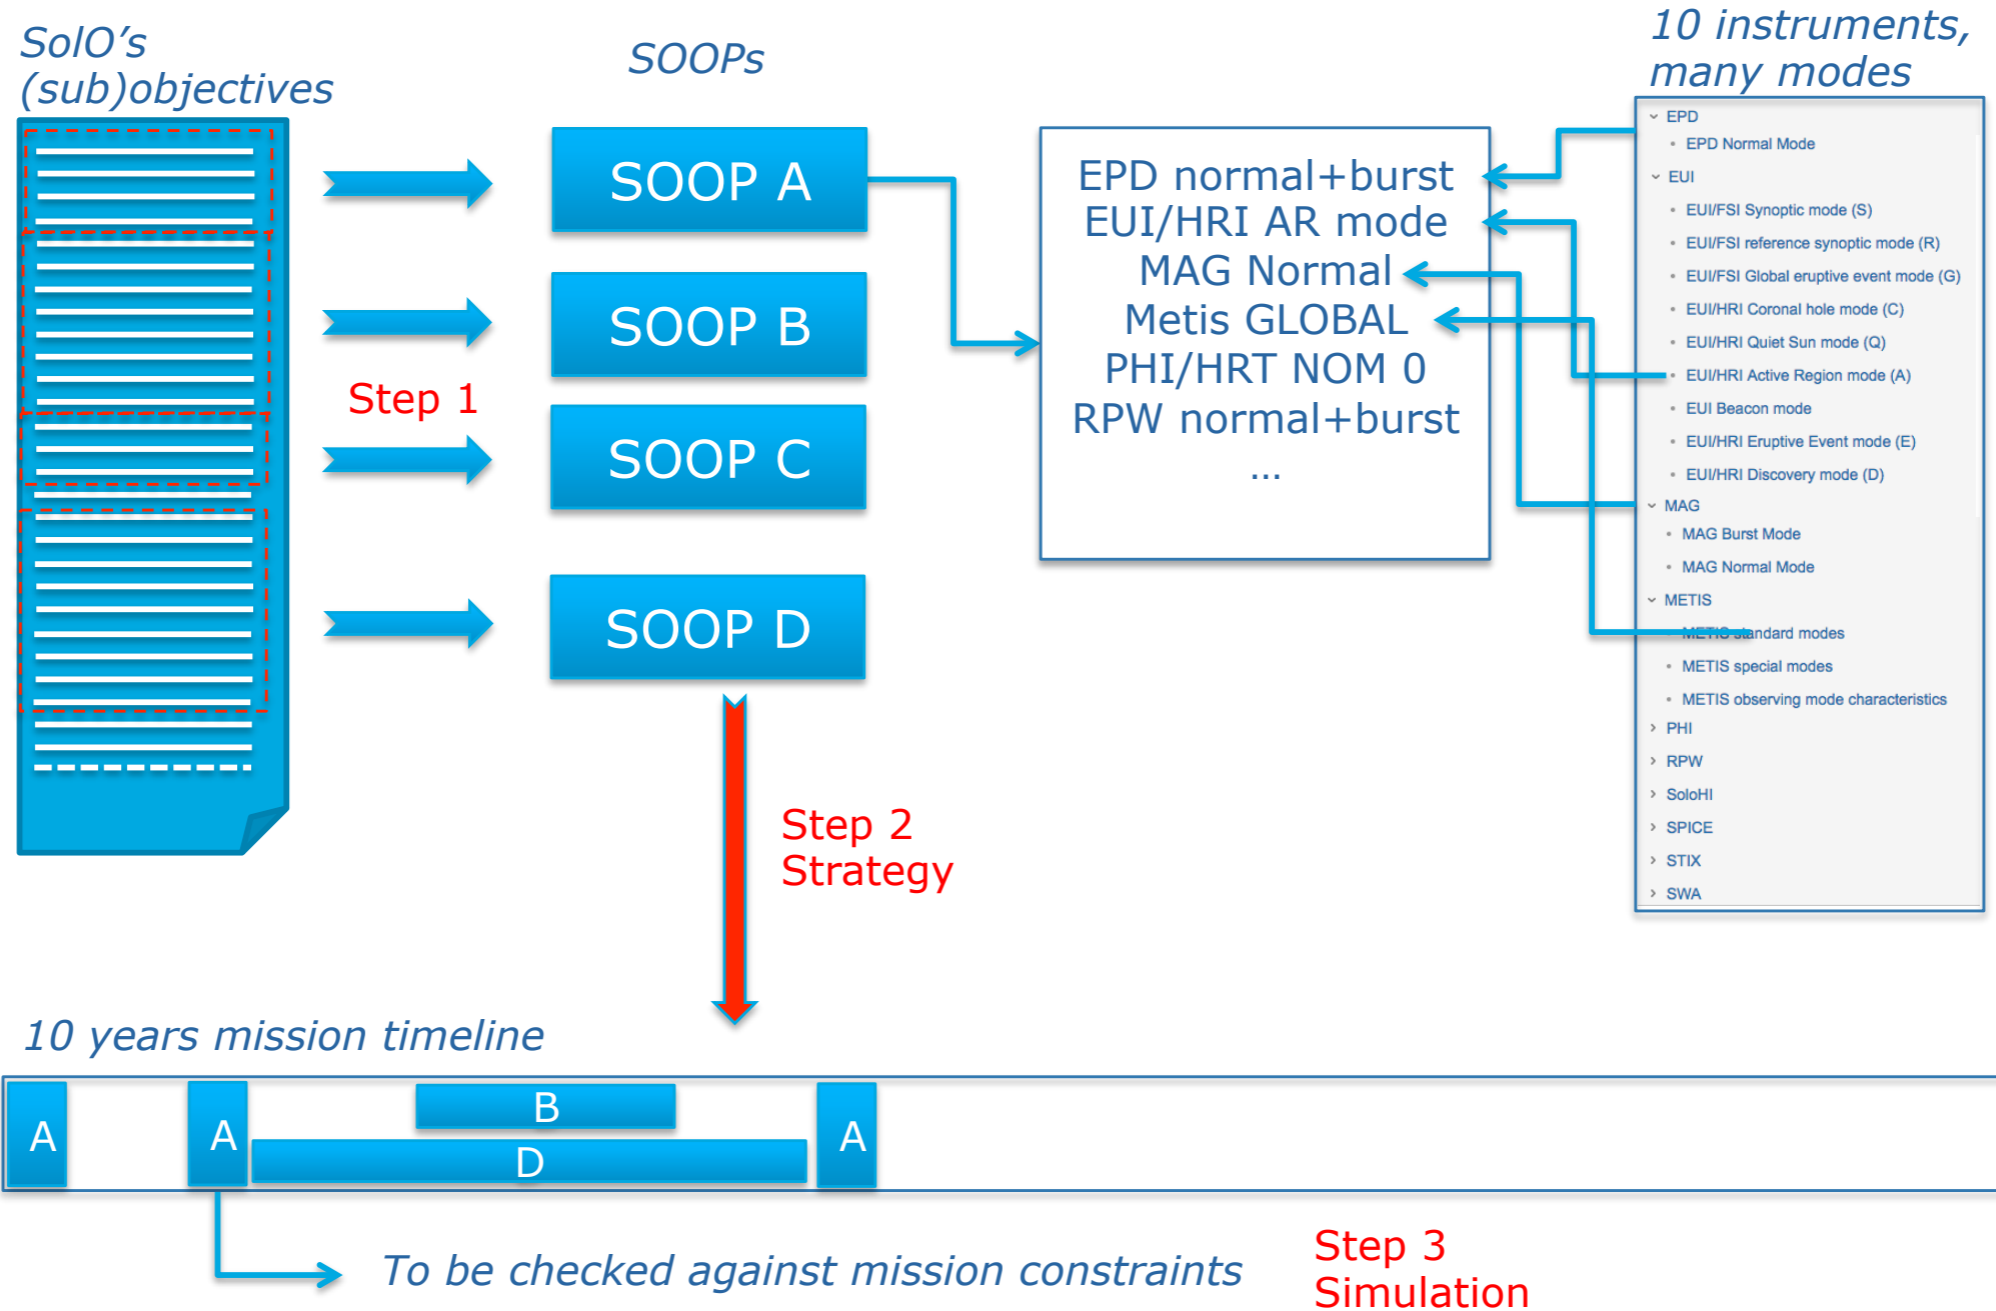 SolO's
(sub)objectives
SOOPs
10 instruments,
many modes
SOOP A
SOOP B
Step 1
SOOP C
SOOP D
EPD normal+burst
EUI/HRI AR mode
MAG Normal
Metis GLOBAL
PHI/HRT NOM 0
RPW normal+burst
...
EPD
EPD Normal Mode
EUI
EUI/FSI Synoptic mode (S)
EUI/FSI reference synoptic mode (R)
EUI/FSI Global eruptive event mode (G)
EUI/HRI Coronal hole mode (C)
EUI/HRI Quiet Sun mode (Q)
EUI/HRI Active Region mode (A)
EUI Beacon mode
EUI/HRI Eruptive Event mode (E)
EUI/HRI Discovery mode (D)
MAG
MAG Burst Mode
MAG Normal Mode
METIS
METIS standard modes
METIS special modes
METIS observing mode characteristics
PHI
RPW
SoloHI
SPICE
STIX
SWA
Step 2
Strategy
10 years mission timeline
A
A
B
D
A
To be checked against mission constraints
Step 3
Simulation